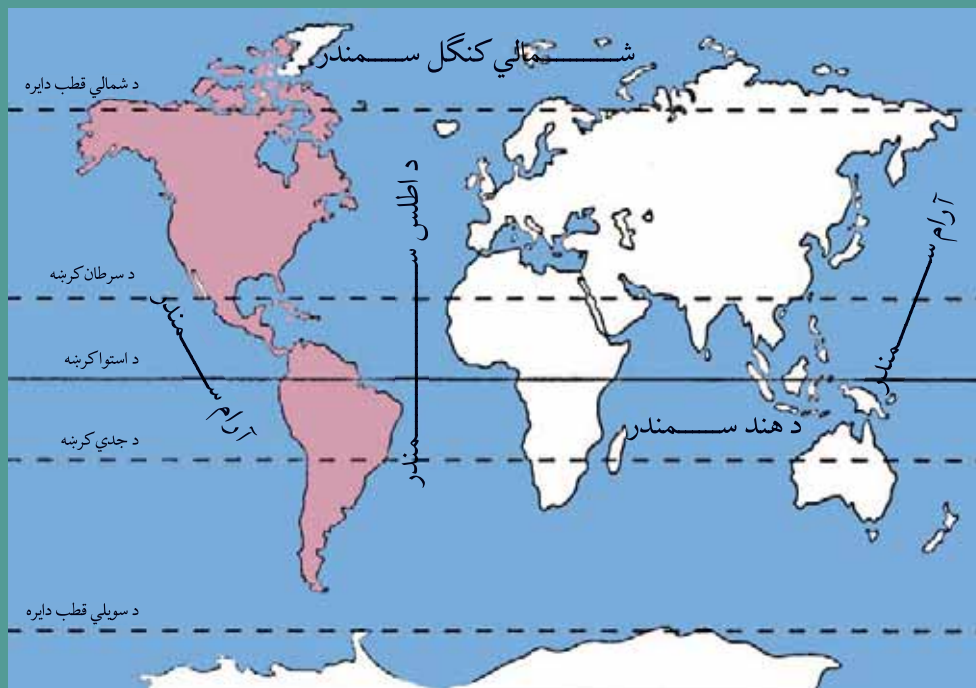 شمالي کنگل سمندر
د شمالي قطب دایره
د اطلس سمندر
آرام سمندر
د سرطان کرښه
آرام سمندر
د استوا کرښه
د هند سمندر
د جدي کرښه
د سویلي قطب دایره